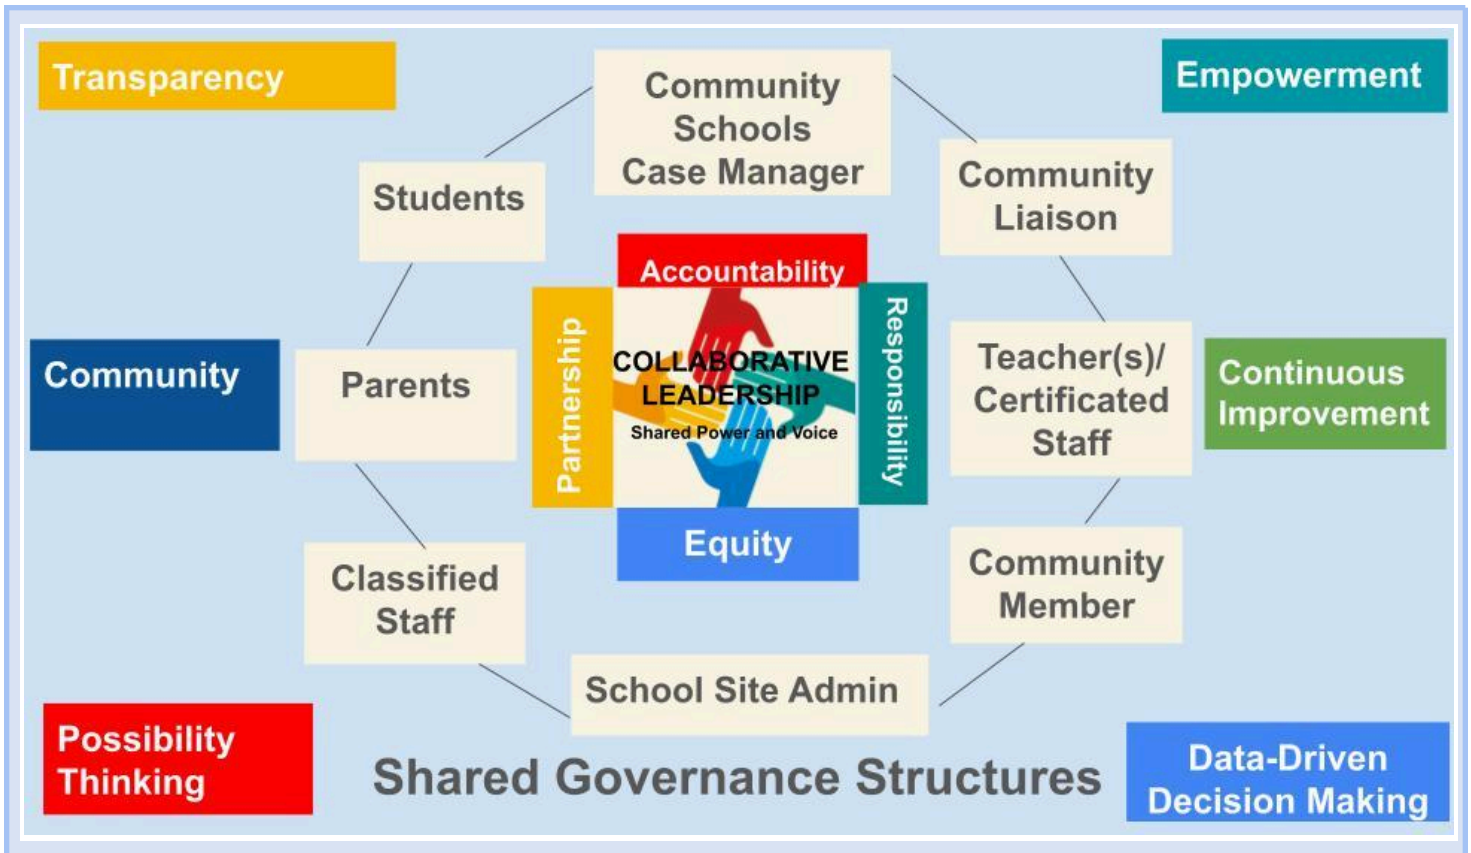 Transparency
Community
Schools
Case Manager
Empowerment
Students
Community
Liaison
Accountability
Partnership
COLLABORATIVE
LEADERSHIP
Shared Power and Voice
Responsibility
Equity
Community
Parents
Teacher(s)/
Certificated
Staff
Continuous
Improvement
Classified
Staff
Community
Member
School Site Admin
Possibility
Thinking
Shared Governance Structures
Data-Driven
Decision Making